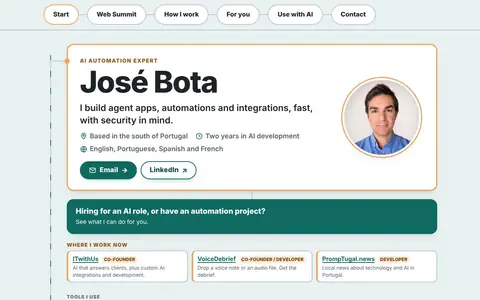 Start
Web Summit
How I work
For you
Use with AI
Contact
AI AUTOMATION EXPERT
José Bota
I build agent apps, automations and integrations, fast,
with security in mind.
Based in the south of Portugal
Two years in AI development
English, Portuguese, Spanish and French
Email →
LinkedIn ↗
Hiring for an AI role, or have an automation project?
See what I can do for you.
WHERE I WORK NOW
ITwithUs CO-FOUNDER
AI that answers clients, plus custom AI
integrations and development.
VoiceDebrief CO-FOUNDER / DEVELOPER
Drop a voice note or an audio file. Get the
debrief.
PrompTugal.news DEVELOPER
Local news about technology and AI in
Portugal.
TOOLS I USE